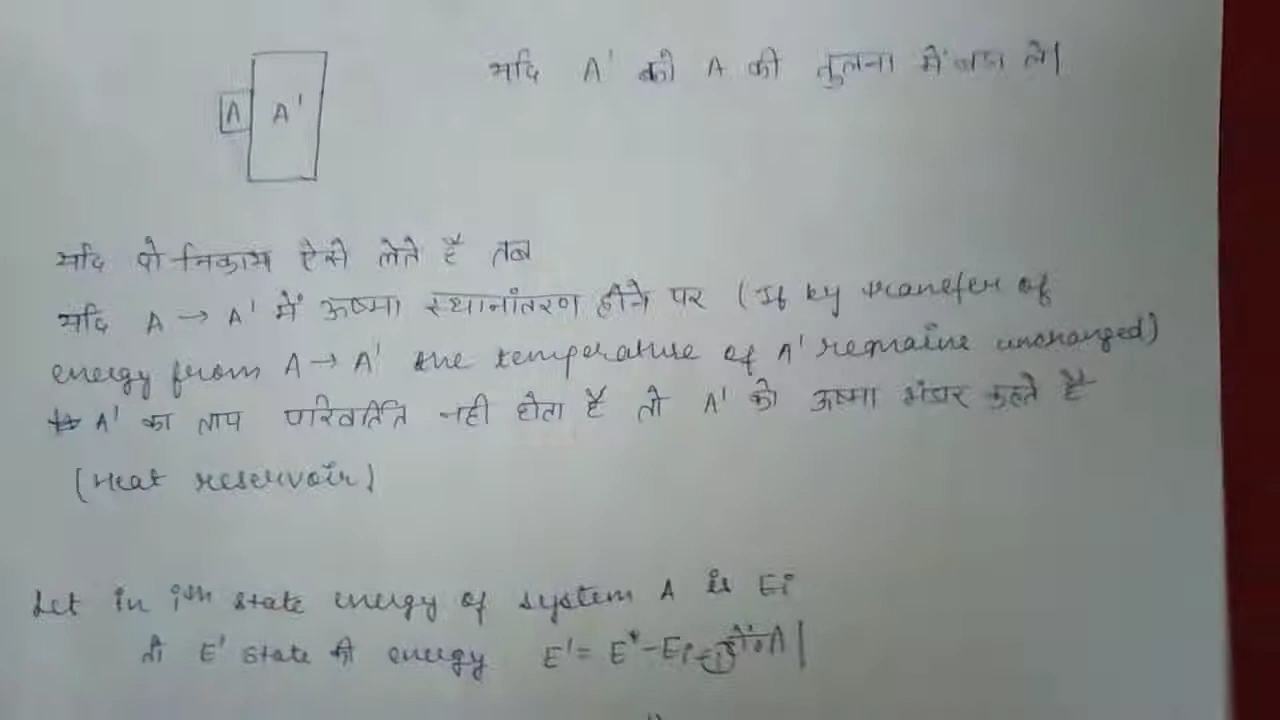 यदि A' को A की तुलना में बड़ा ले|
A A'
यदि दो निकाय ऐसे लेते हैं तब
यदि A → A' में ऊष्मा स्थानांतरण होने पर (If by transfer of
energy from A → A' the temperature of A' remains unchanged)
A' का ताप परिवर्तित नही होता है तो A' को ऊष्मा भंडार कहते है
(Heat reservoir)
Let in ith state energy of system A is Ei
तो E' state की energy E' = E* - Ei